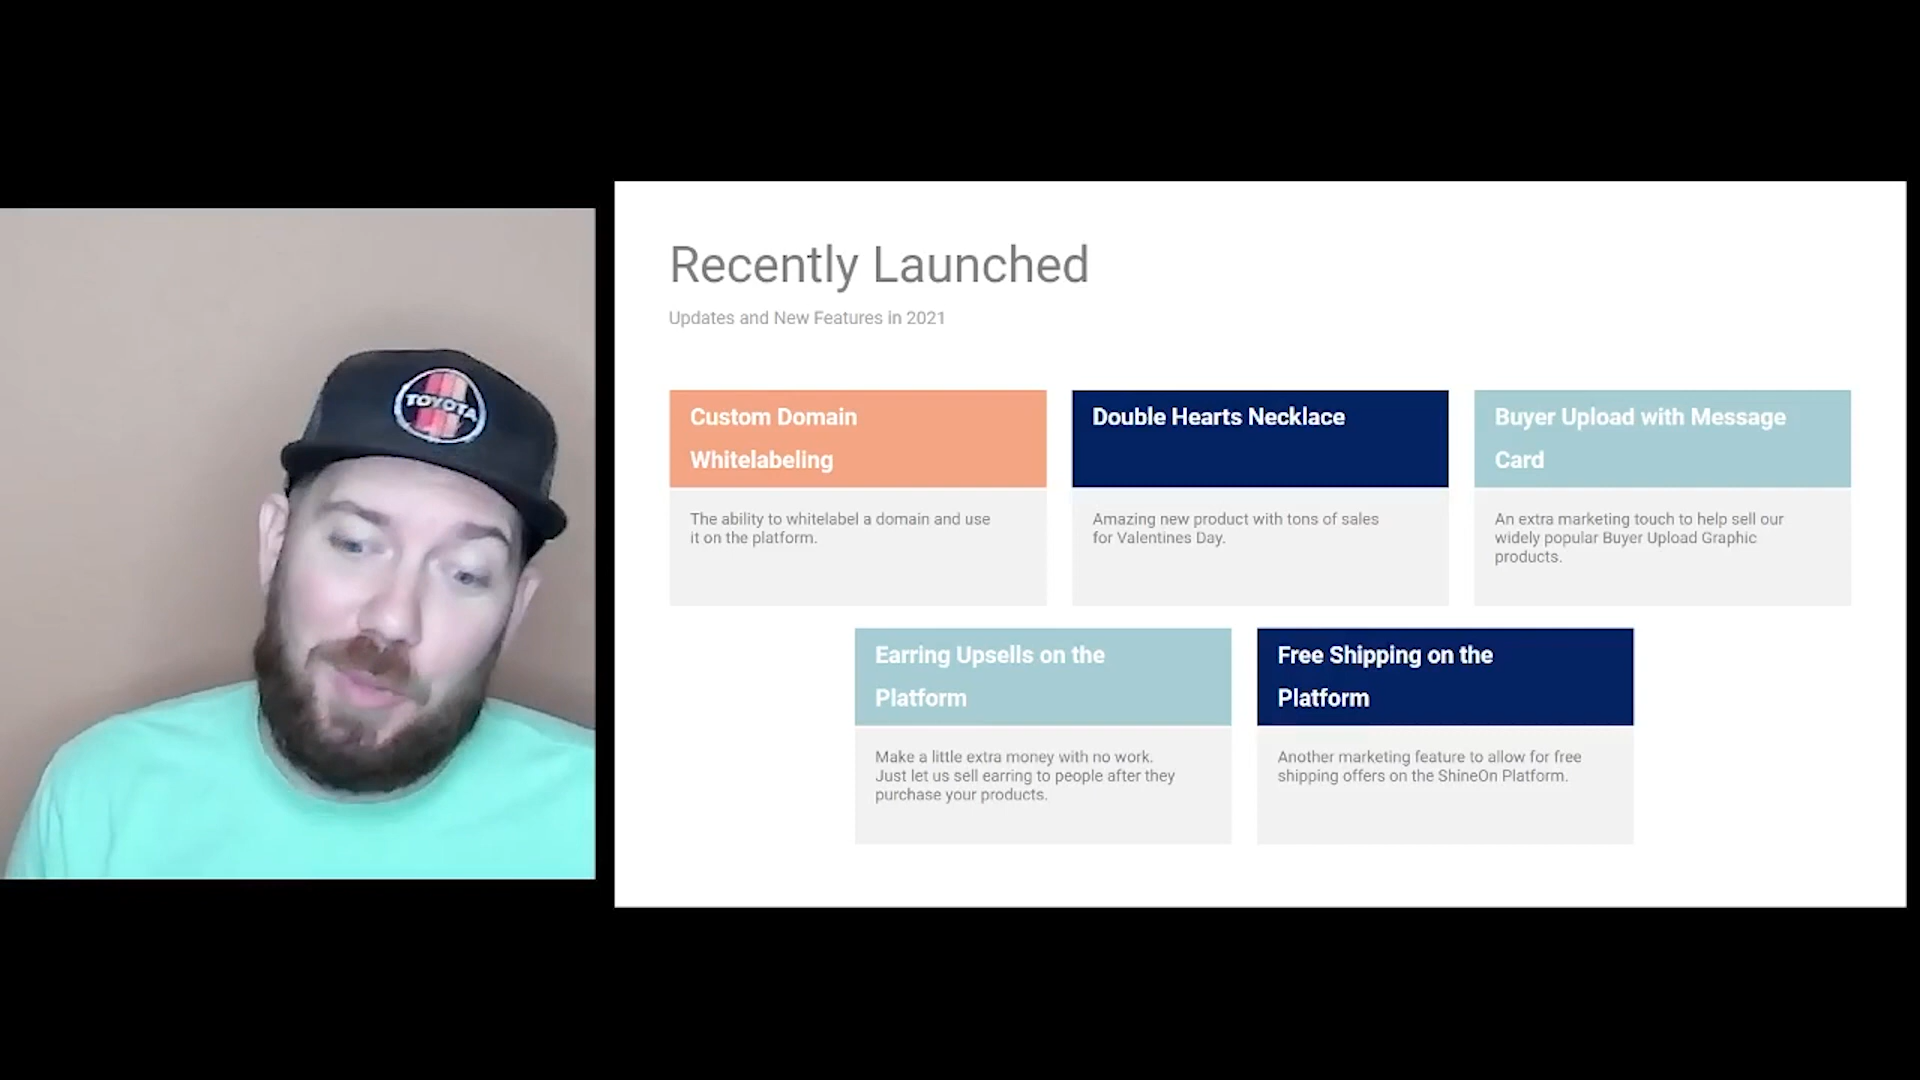 TOYOTA
Recently Launched
Updates and New Features in 2021
Custom Domain
Whitelabeling
The ability to whitelabel a domain and use
it on the platform.
Double Hearts Necklace
Amazing new product with tons of sales
for Valentines Day.
Buyer Upload with Message
Card
An extra marketing touch to help sell our
widely popular Buyer Upload Graphic
products.
Earring Upsells on the
Platform
Make a little extra money with no work.
Just let us sell earring to people after they
purchase your products.
Free Shipping on the
Platform
Another marketing feature to allow for free
shipping offers on the ShineOn Platform.